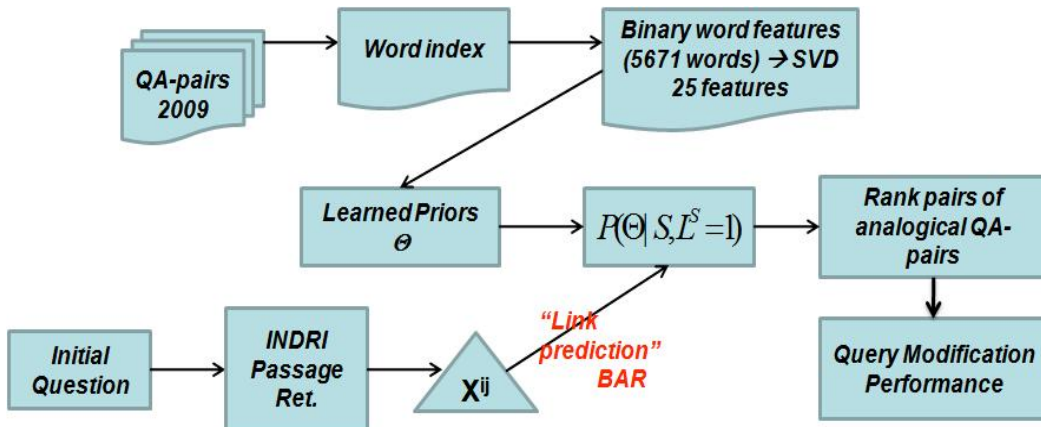 QA-pairs
2009
Word index
Binary word features
(5671 words) → SVD
25 features
Learned Priors
Θ
P(Θ| S,L^S =1)
Rank pairs of
analogical QA-
pairs
Initial
Question
INDRI
Passage
Ret.
X^ij
“Link
prediction”
BAR
Query Modification
Performance